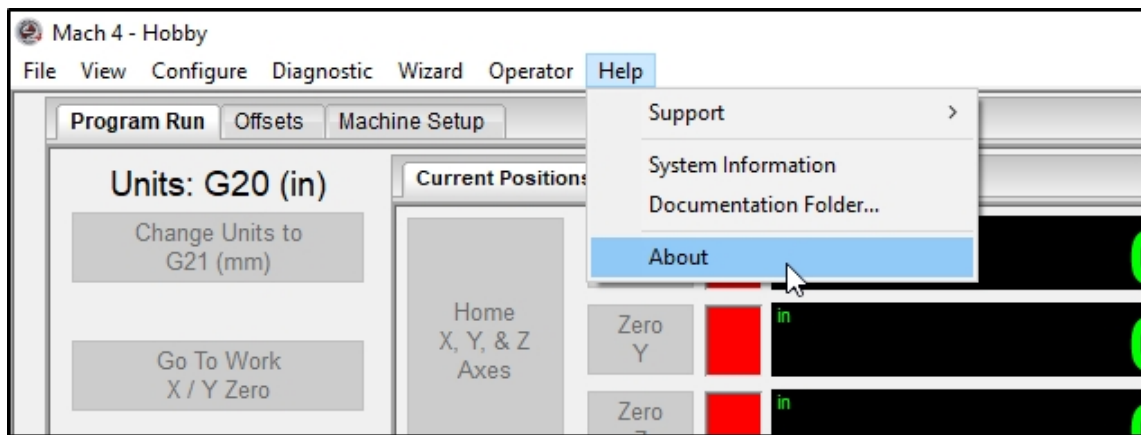 Mach 4 - Hobby
File View Configure Diagnostic Wizard Operator Help
Support
System Information
Documentation Folder...
About
Program Run Offsets Machine Setup
Units: G20 (in)
Change Units to
G21 (mm)
Go To Work
X / Y Zero
Current Positions
Home
X, Y, & Z
Axes
Zero
Y
in
Zero
in